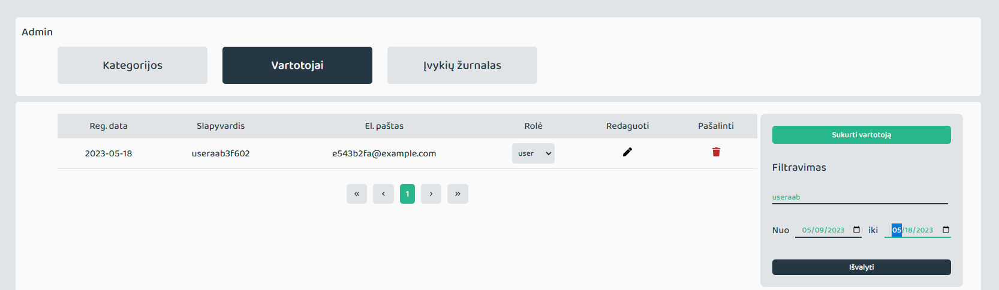 Admin
Kategorijos Vartotojai Įvykių žurnalas
Reg. data Slapyvardis El. paštas Rolė Redaguoti Pašalinti
2023-05-18 useraab3f602 e543b2fa@example.com user
« ‹ 1 › »
Sukurti vartotoją
Filtravimas
useraab
Nuo 05/09/2023 iki 05/18/2023
Išvalyti